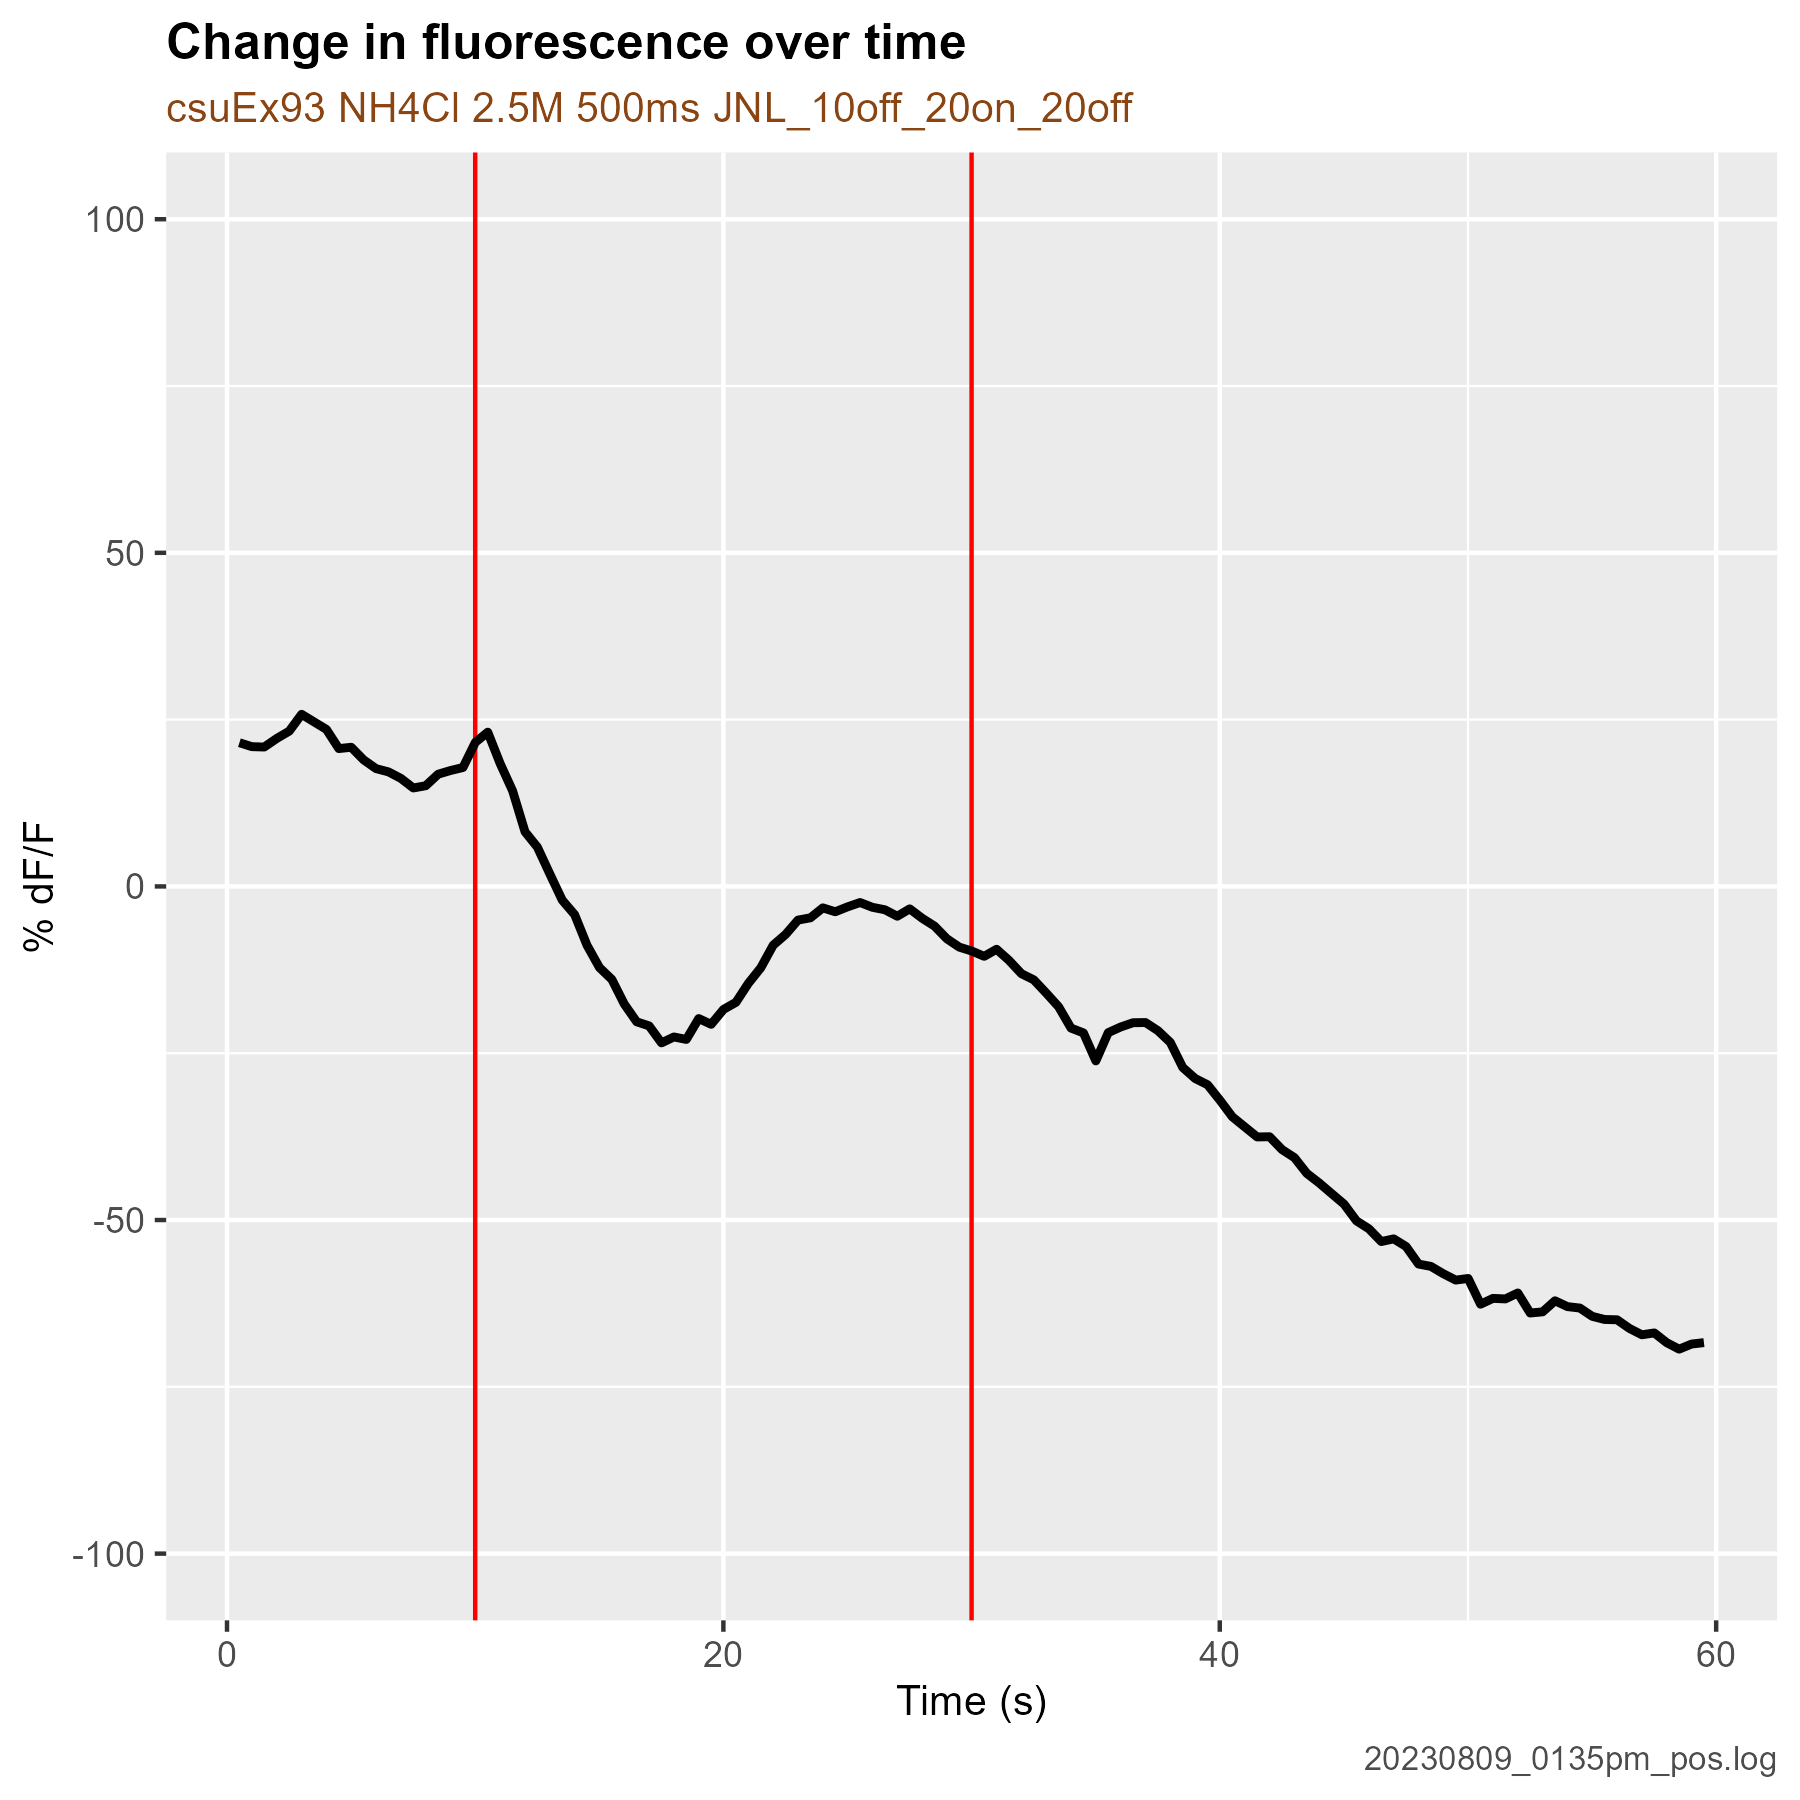 Change in fluorescence over time
csuEx93 NH4Cl 2.5M 500ms JNL_10off_20on_20off
100
50
0
-50
-100
% dF/F
0 20 40 60
Time (s)
20230809_0135pm_pos.log